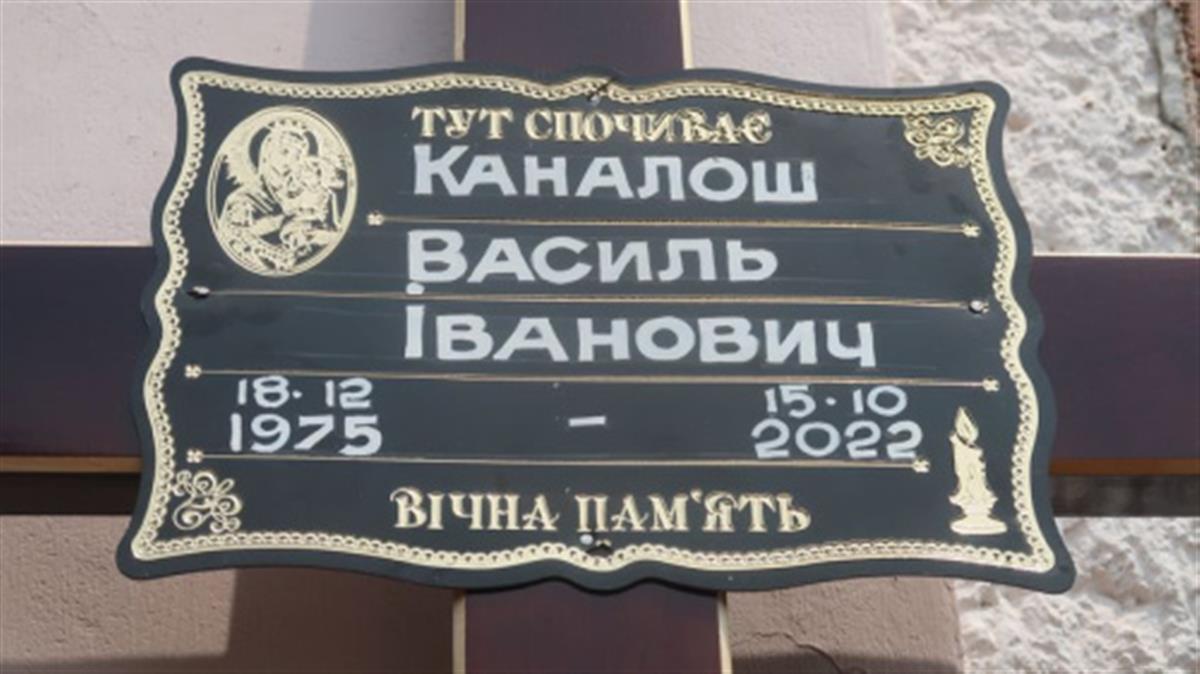 ТУТ СПОЧИВАЄ
КАНАЛОШ
ВАСИЛЬ
ІВАНОВИЧ
18.12 15.10
1975 - 2022
ВІЧНА ПАМ'ЯТЬ